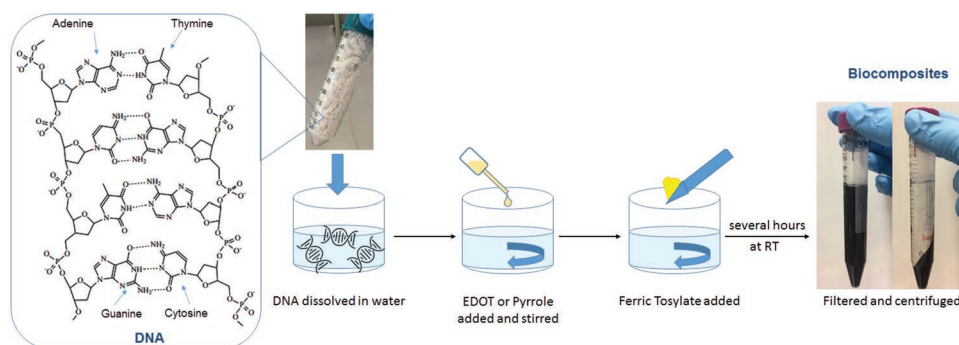 Adenine
Thymine
Guanine
Cytosine
DNA
DNA dissolved in water
EDOT or Pyrrole
added and stirred
Ferric Tosylate added
several hours
at RT
Biocomposites
Filtered and centrifuged